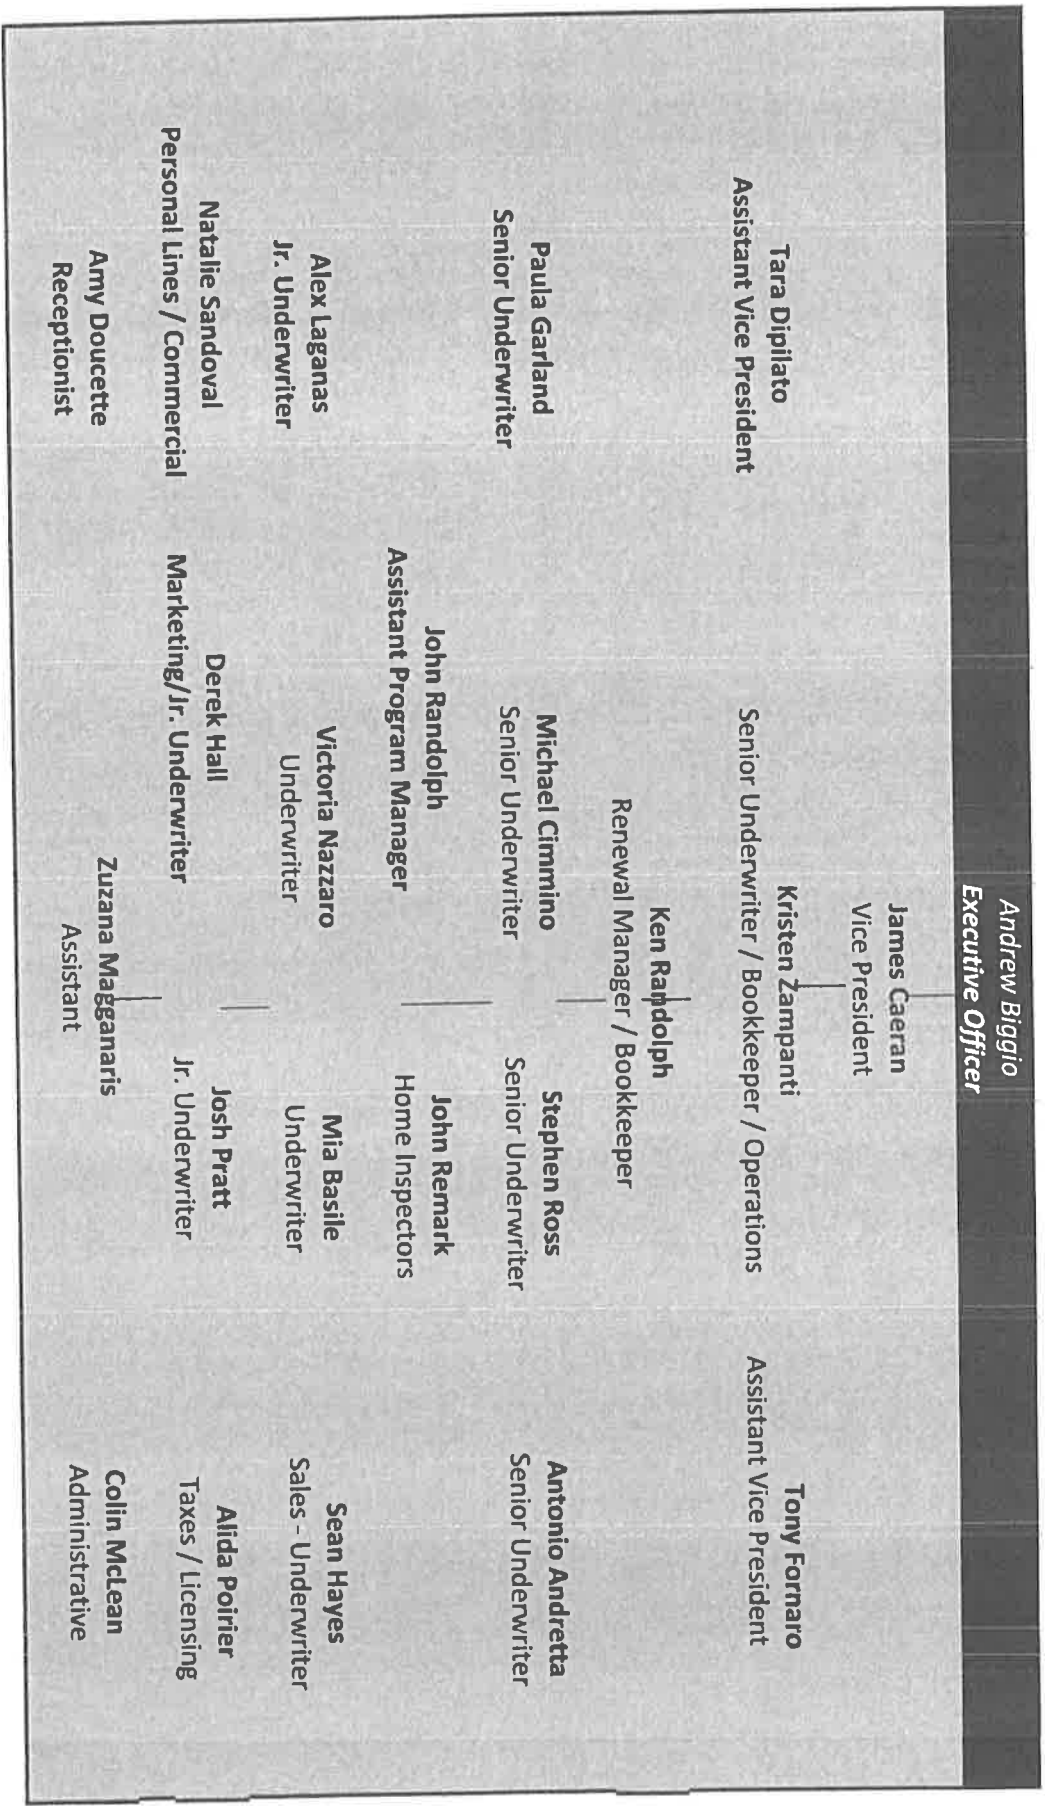 Andrew Biggio
Executive Officer
James Caeran
Vice President
Tara Dipilato
Assistant Vice President
Kristen Zampanti
Senior Underwriter / Bookkeeper / Operations
Tony Fornaro
Assistant Vice President
Ken Randolph
Renewal Manager / Bookkeeper
Paula Garland
Senior Underwriter
Michael Cimmino
Senior Underwriter
Stephen Ross
Senior Underwriter
Antonio Andretta
Senior Underwriter
John Randolph
Assistant Program Manager
John Remark
Home Inspectors
Alex Laganas
Jr. Underwriter
Victoria Nazzaro
Underwriter
Mia Basile
Underwriter
Sean Hayes
Sales - Underwriter
Natalie Sandoval
Personal Lines / Commercial
Derek Hall
Marketing/Jr. Underwriter
Josh Pratt
Jr. Underwriter
Alida Poirier
Taxes / Licensing
Amy Doucette
Receptionist
Zuzana Magganaris
Assistant
Colin McLean
Administrative